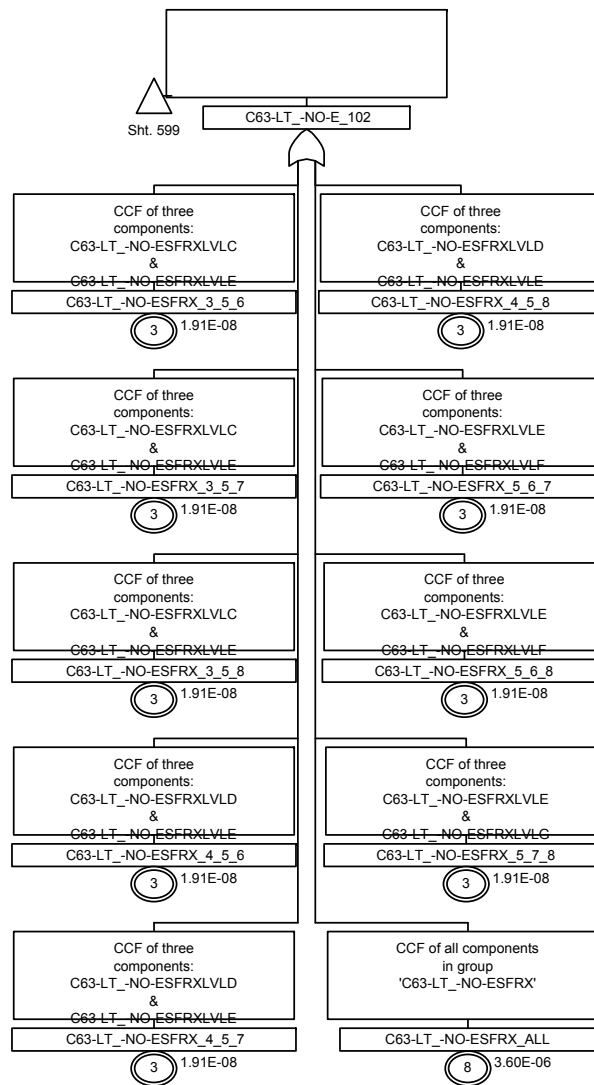 Sht. 599
C63-LT_-NO-E_102
CCF of three
components:
C63-LT_-NO-ESFRXLVLC
&
C63-LT_-NO-ESFRXLVLE
C63-LT_-NO-ESFRX_3_5_6
3
1.91E-08
CCF of three
components:
C63-LT_-NO-ESFRXLVLD
&
C63-LT_-NO-ESFRXLVLE
C63-LT_-NO-ESFRX_4_5_8
3
1.91E-08
CCF of three
components:
C63-LT_-NO-ESFRXLVLC
&
C63-LT_-NO-ESFRXLVLE
C63-LT_-NO-ESFRX_3_5_7
3
1.91E-08
CCF of three
components:
C63-LT_-NO-ESFRXLVLE
&
C63-LT_-NO-ESFRXLVLF
C63-LT_-NO-ESFRX_5_6_7
3
1.91E-08
CCF of three
components:
C63-LT_-NO-ESFRXLVLC
&
C63-LT_-NO-ESFRXLVLE
C63-LT_-NO-ESFRX_3_5_8
3
1.91E-08
CCF of three
components:
C63-LT_-NO-ESFRXLVLE
&
C63-LT_-NO-ESFRXLVLF
C63-LT_-NO-ESFRX_5_6_8
3
1.91E-08
CCF of three
components:
C63-LT_-NO-ESFRXLVLD
&
C63-LT_-NO-ESFRXLVLE
C63-LT_-NO-ESFRX_4_5_6
3
1.91E-08
CCF of three
components:
C63-LT_-NO-ESFRXLVLE
&
C63-LT_-NO-ESFRXLVLG
C63-LT_-NO-ESFRX_5_7_8
3
1.91E-08
CCF of three
components:
C63-LT_-NO-ESFRXLVLD
&
C63-LT_-NO-ESFRXLVLE
C63-LT_-NO-ESFRX_4_5_7
3
1.91E-08
CCF of all components
in group
'C63-LT_-NO-ESFRX'
C63-LT_-NO-ESFRX_ALL
8
3.60E-06